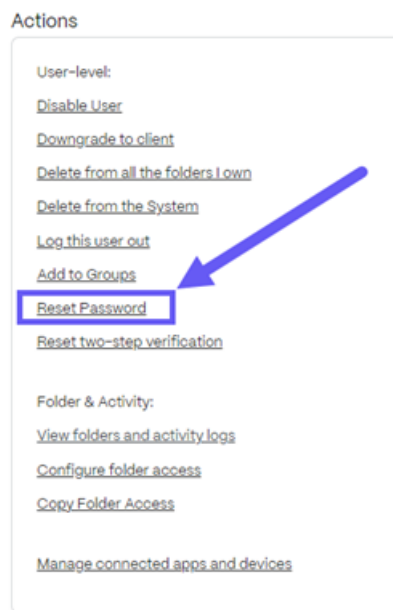 Actions
User-level:
Disable User
Downgrade to client
Delete from all the folders I own
Delete from the System
Log this user out
Add to Groups
Reset Password
Reset two-step verification
Folder & Activity:
View folders and activity logs
Configure folder access
Copy Folder Access
Manage connected apps and devices